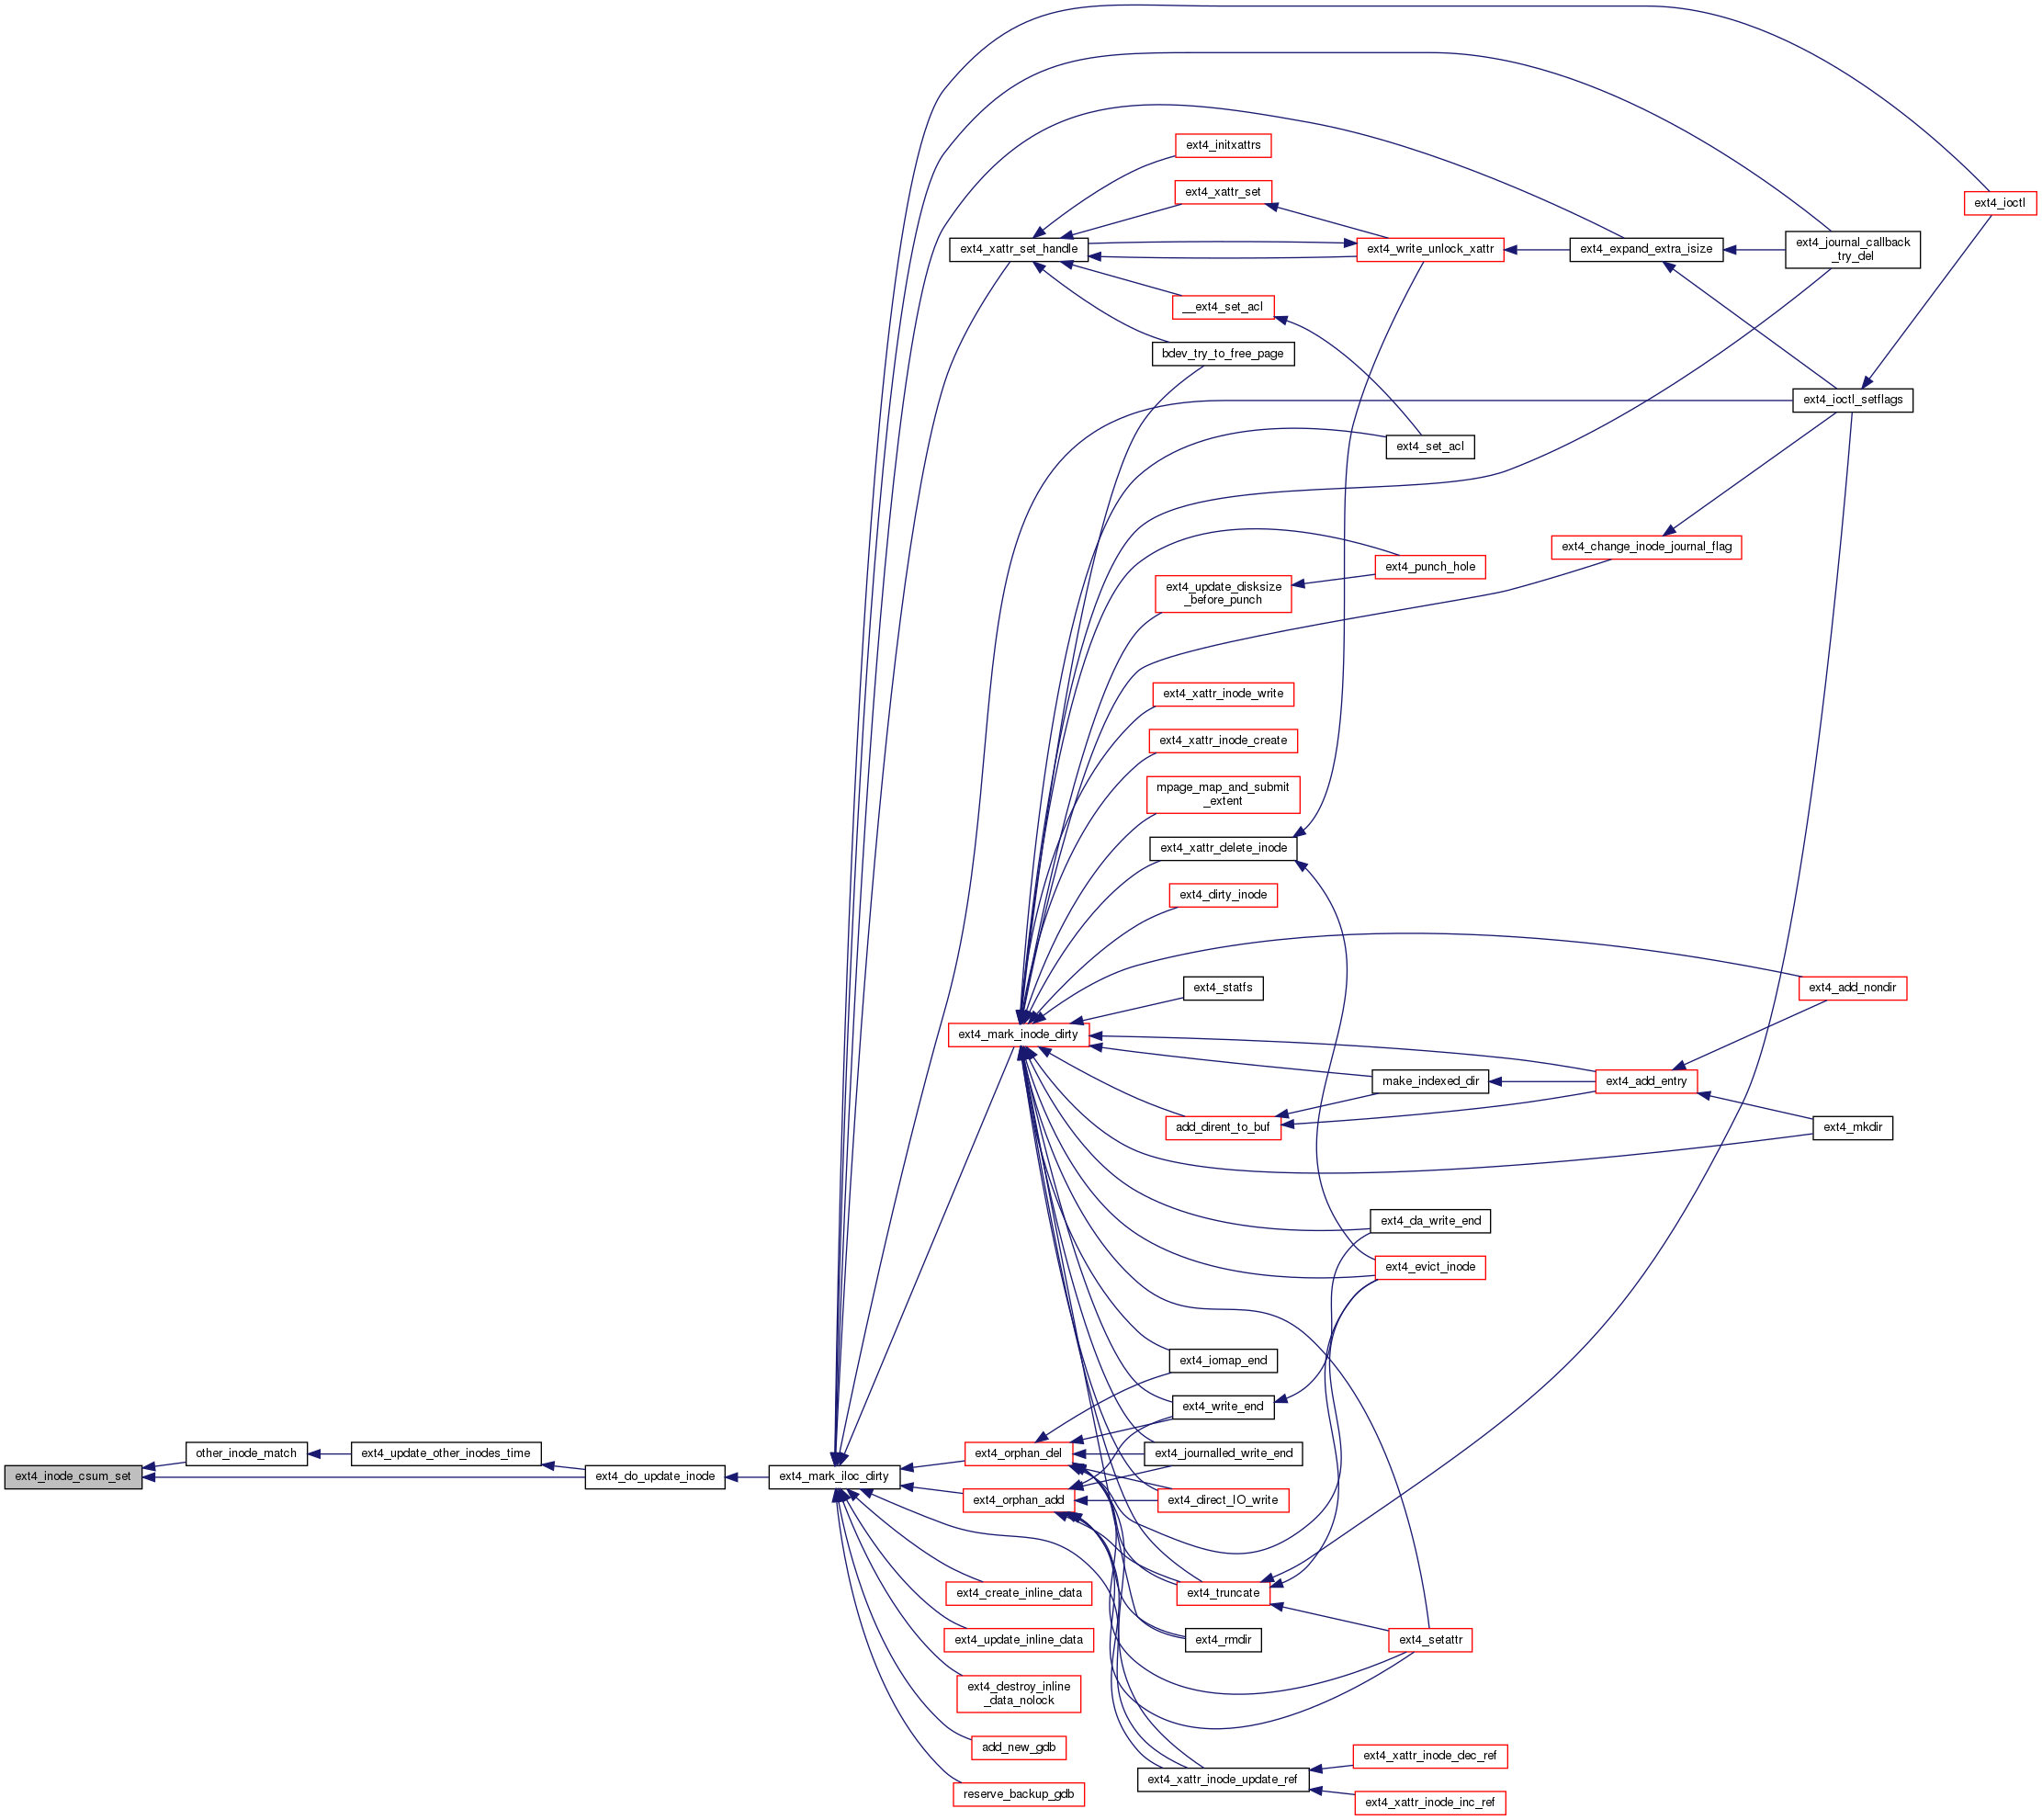 ext4_initxattrs
ext4_xattr_set
ext4_ioctl
ext4_xattr_set_handle
ext4_write_unlock_xattr
ext4_expand_extra_isize
ext4_journal_callback
_try_del
__ext4_set_acl
bdev_try_to_free_page
ext4_ioctl_setflags
ext4_set_acl
ext4_change_inode_journal_flag
ext4_punch_hole
ext4_update_disksize
_before_punch
ext4_xattr_inode_write
ext4_xattr_inode_create
mpage_map_and_submit
_extent
ext4_xattr_delete_inode
ext4_dirty_inode
ext4_statfs
ext4_add_nondir
ext4_mark_inode_dirty
make_indexed_dir
ext4_add_entry
add_dirent_to_buf
ext4_mkdir
ext4_da_write_end
ext4_evict_inode
ext4_iomap_end
ext4_write_end
other_inode_match
ext4_update_other_inodes_time
ext4_orphan_del
ext4_journalled_write_end
ext4_inode_csum_set
ext4_do_update_inode
ext4_mark_iloc_dirty
ext4_orphan_add
ext4_direct_IO_write
ext4_create_inline_data
ext4_truncate
ext4_update_inline_data
ext4_rmdir
ext4_setattr
ext4_destroy_inline
_data_nolock
add_new_gdb
ext4_xattr_inode_dec_ref
ext4_xattr_inode_update_ref
reserve_backup_gdb
ext4_xattr_inode_inc_ref